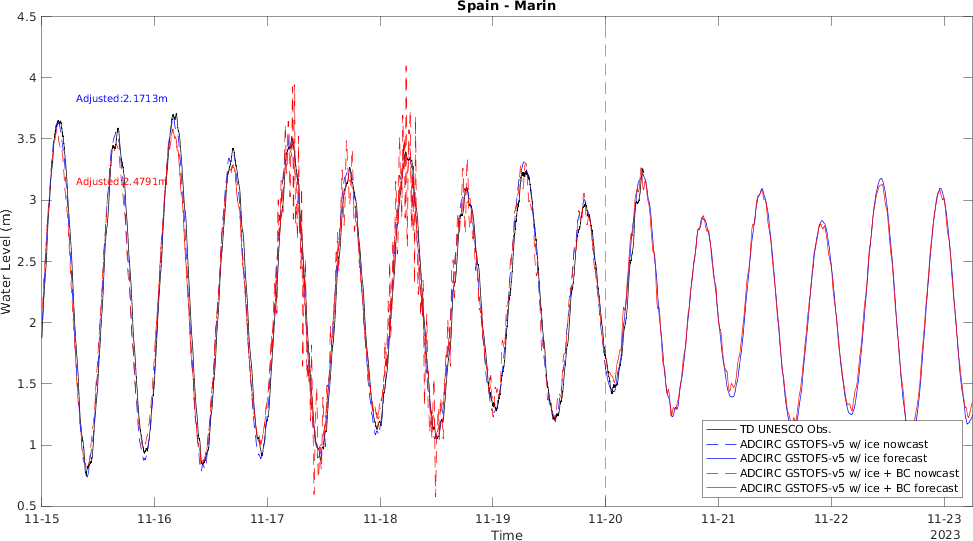 Spain - Marin
4.5
4
3.5
3
2.5
2
1.5
1
0.5
Water Level (m)
Adjusted:2.1713m
Adjusted:2.4791m
TD UNESCO Obs.
ADCIRC GSTOFS-v5 w/ ice nowcast
ADCIRC GSTOFS-v5 w/ ice forecast
ADCIRC GSTOFS-v5 w/ ice + BC nowcast
ADCIRC GSTOFS-v5 w/ ice + BC forecast
11-15 11-16 11-17 11-18 11-19 11-20 11-21 11-22 11-23
Time
2023